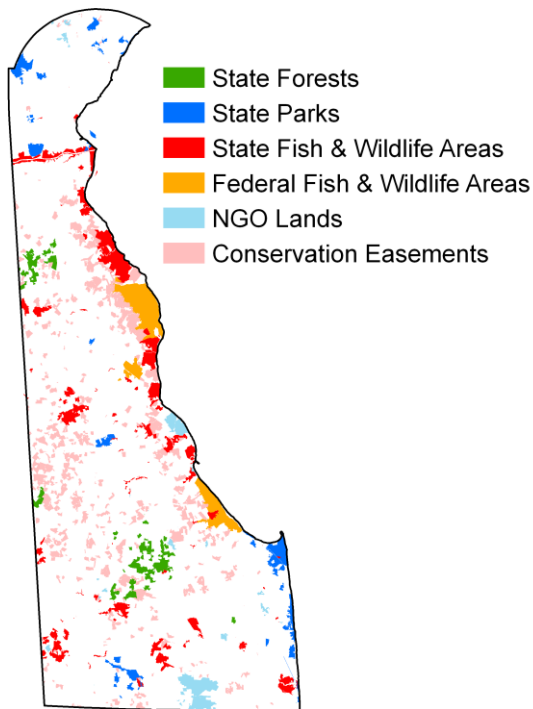 State Forests
State Parks
State Fish & Wildlife Areas
Federal Fish & Wildlife Areas
NGO Lands
Conservation Easements